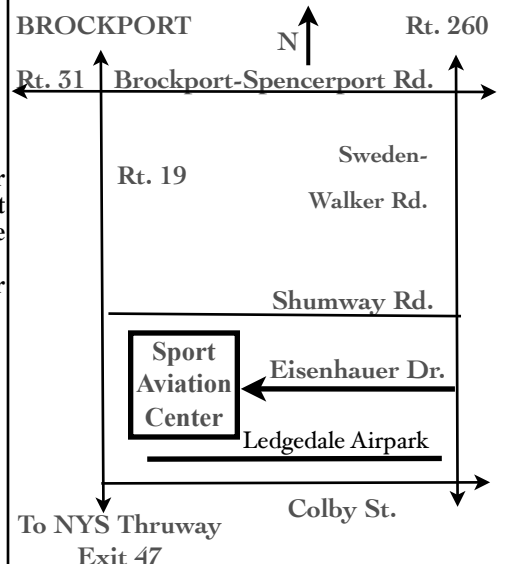 BROCKPORT
N
Rt. 260
Rt. 31
Brockport-Spencerport Rd.
Rt. 19
Sweden-
Walker Rd.
r
t
e
r
Shumway Rd.
Sport
Aviation
Center
Eisenhauer Dr.
Ledgedale Airpark
Colby St.
To NYS Thruway
Exit 47